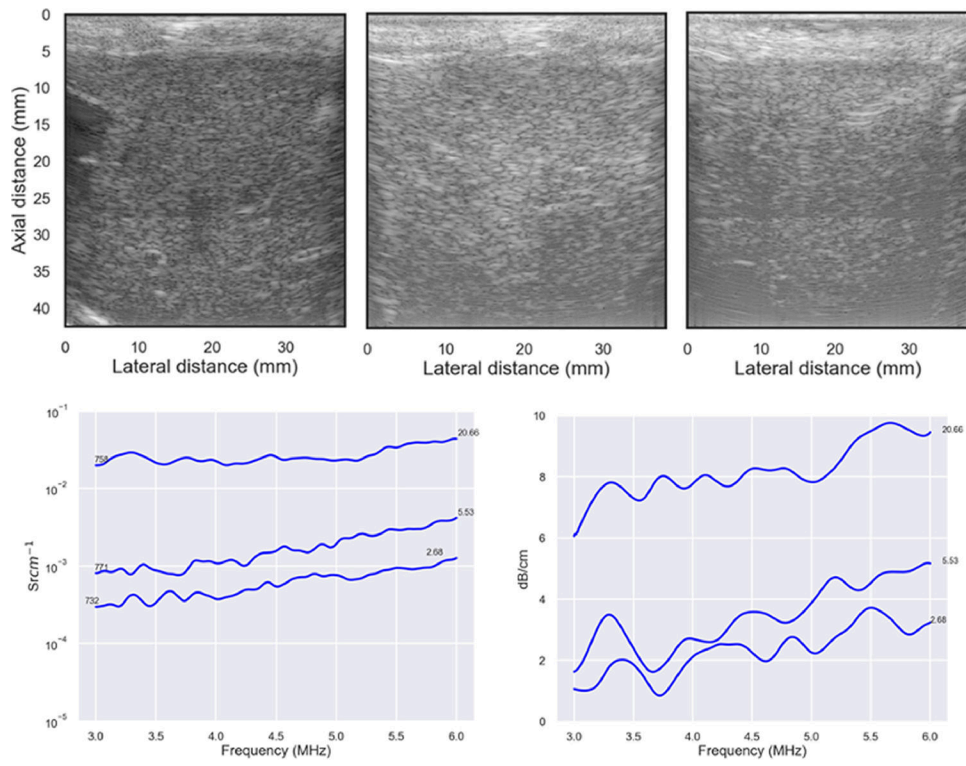 0
5
10
15
20
25
30
35
40
Axial distance (mm)
0 10 20 30
Lateral distance (mm)
0 10 20 30
Lateral distance (mm)
0 10 20 30
Lateral distance (mm)
10⁻¹
10⁻²
10⁻³
10⁻⁴
10⁻⁵
Srcm⁻¹
758
771
732
20.66
5.53
2.68
3.0 3.5 4.0 4.5 5.0 5.5 6.0
Frequency (MHz)
10
8
6
4
2
0
dB/cm
20.66
5.53
2.68
3.0 3.5 4.0 4.5 5.0 5.5 6.0
Frequency (MHz)